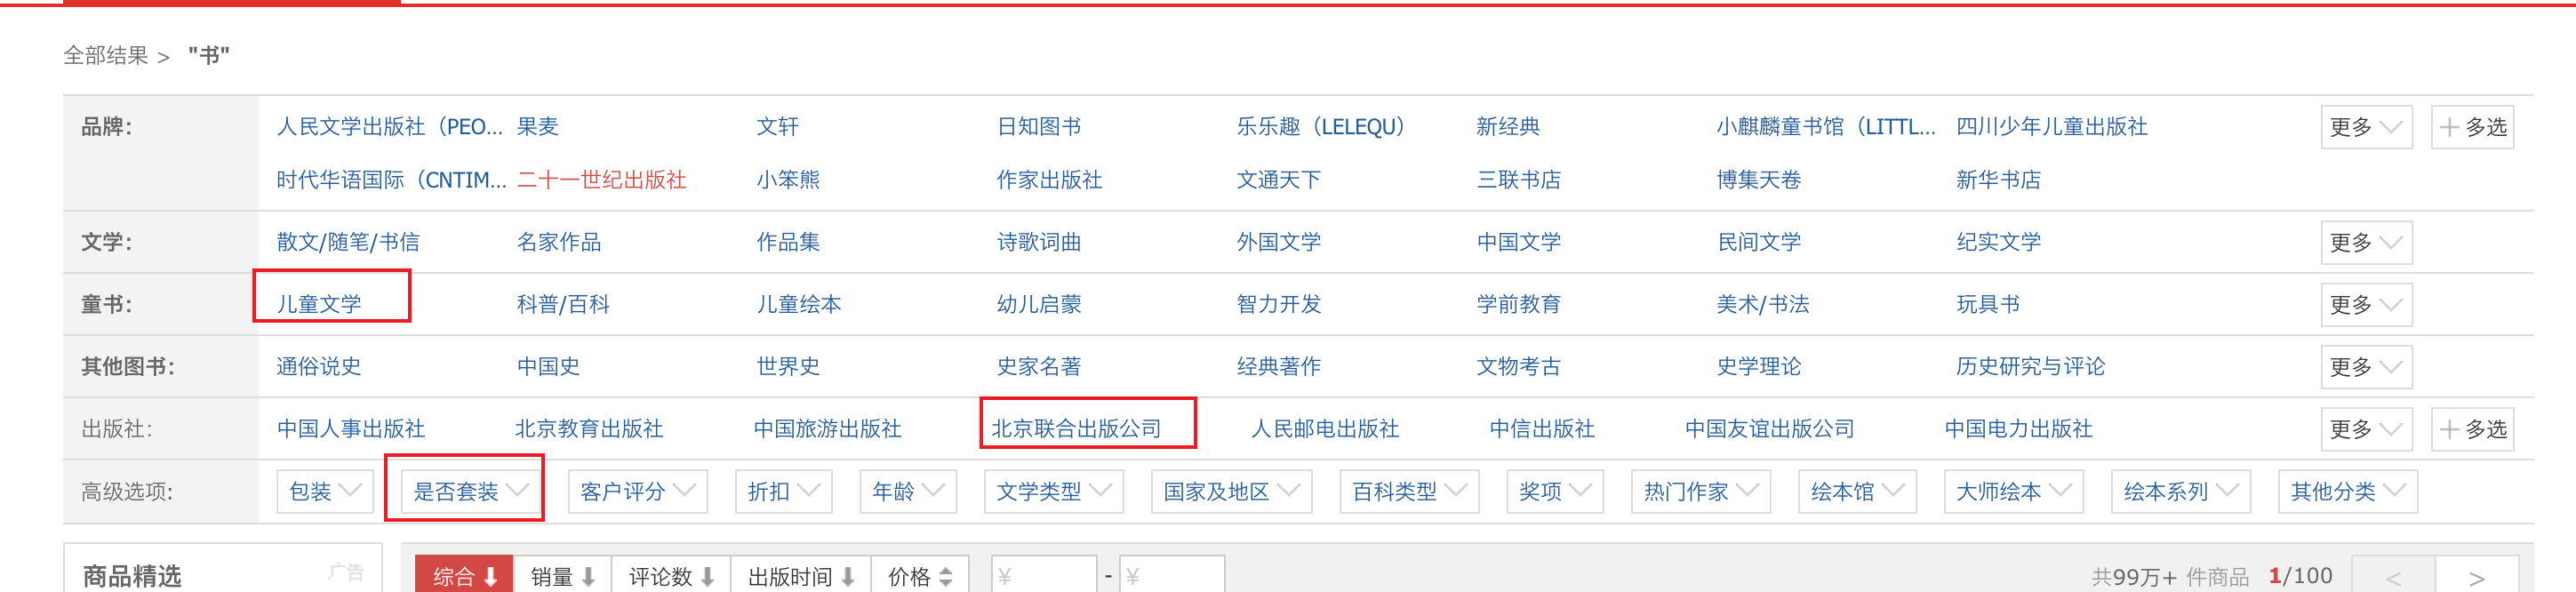 全部结果 > "书"
品牌: 人民文学出版社（PEO... 果麦 文轩 日知图书 乐乐趣（LELEQU） 新经典 小麒麟童书馆（LITTL... 四川少年儿童出版社 更多 多选
时代华语国际（CNTIM... 二十一世纪出版社 小笨熊 作家出版社 文通天下 三联书店 博集天卷 新华书店
文学: 散文/随笔/书信 名家作品 作品集 诗歌词曲 外国文学 中国文学 民间文学 纪实文学 更多
童书: 儿童文学 科普/百科 儿童绘本 幼儿启蒙 智力开发 学前教育 美术/书法 玩具书 更多
其他图书: 通俗说史 中国史 世界史 史家名著 经典著作 文物考古 史学理论 历史研究与评论 更多
出版社: 中国人事出版社 北京教育出版社 中国旅游出版社 北京联合出版公司 人民邮电出版社 中信出版社 中国友谊出版公司 中国电力出版社 更多 多选
高级选项: 包装 是否套装 客户评分 折扣 年龄 文学类型 国家及地区 百科类型 奖项 热门作家 绘本馆 大师绘本 绘本系列 其他分类
商品精选 广告 综合 销量 评论数 出版时间 价格 ¥ - ¥ 共99万+ 件商品 1/100 < >